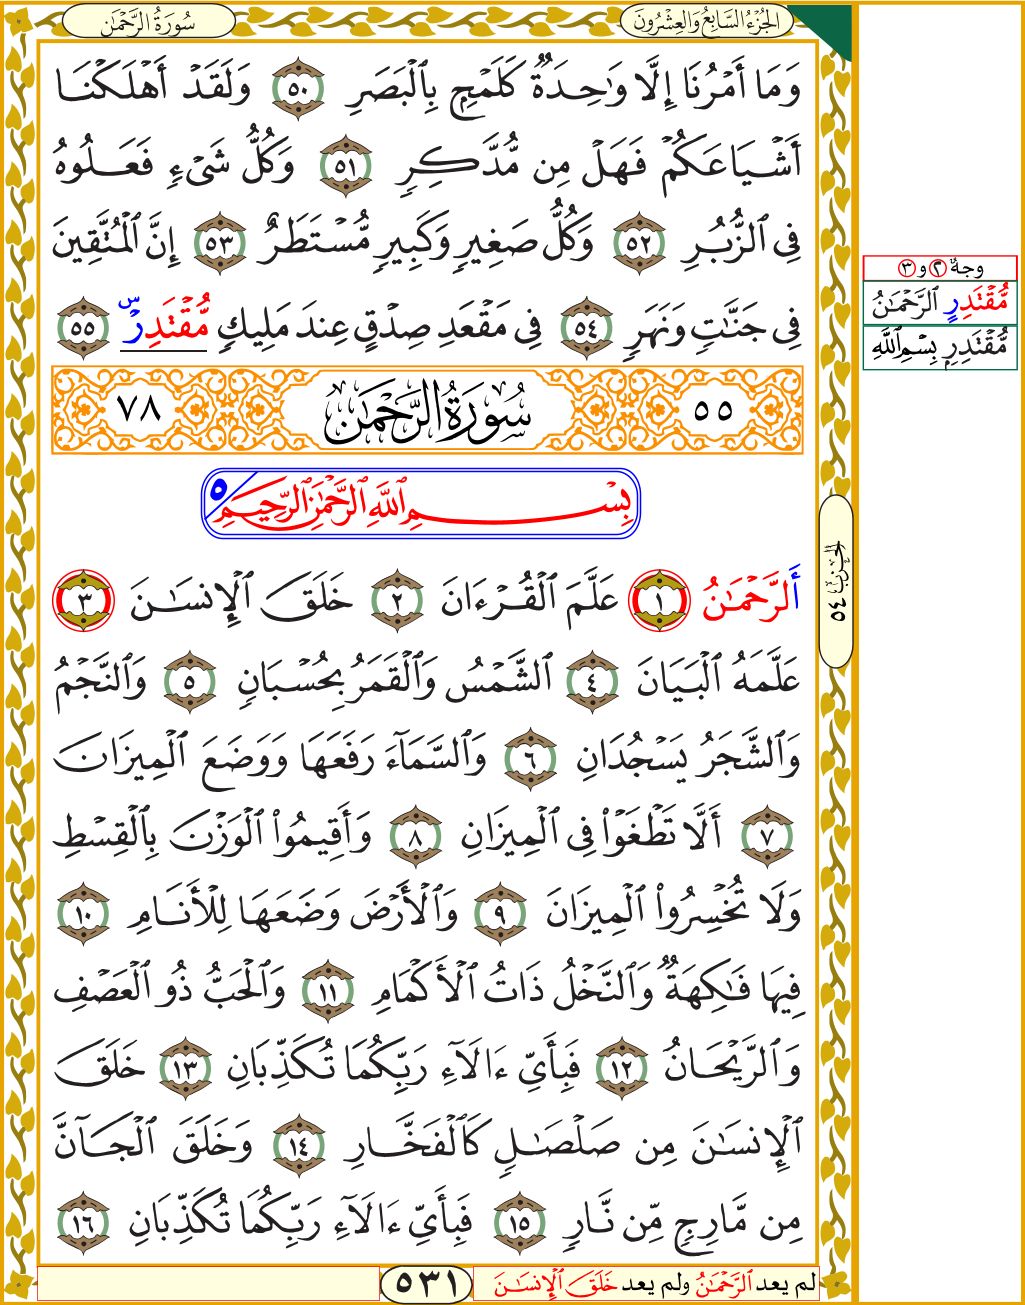 سُورَةُ الرَّحْمَٰن
الجُزْءُ السَّابِعُ وَالعِشْرُونَ
وَمَآ أَمْرُنَآ إِلَّا وَٰحِدَةٌ كَلَمْحٍۭ بِٱلْبَصَرِ ٥٠ وَلَقَدْ أَهْلَكْنَآ
أَشْيَاعَكُمْ فَهَلْ مِن مُّدَّكِرٍ ٥١ وَكُلُّ شَىْءٍ فَعَلُوهُ
فِى ٱلزُّبُرِ ٥٢ وَكُلُّ صَغِيرٍ وَكَبِيرٍ مُّسْتَطَرٌ ٥٣ إِنَّ ٱلْمُتَّقِينَ
فِى جَنَّٰتٍ وَنَهَرٍ ٥٤ فِى مَقْعَدِ صِدْقٍ عِندَ مَلِيكٍ مُّقْتَدِرٍ س ٥٥
٥٥ سُورَةُ الرَّحْمَٰن ٧٨
بِسْمِ ٱللَّهِ ٱلرَّحْمَٰنِ ٱلرَّحِيمِ ٥
أَلرَّحْمَٰنُ ١ عَلَّمَ ٱلْقُرْءَانَ ٢ خَلَقَ ٱلْإِنسَٰنَ ٣
عَلَّمَهُ ٱلْبَيَانَ ٤ ٱلشَّمْسُ وَٱلْقَمَرُ بِحُسْبَانٍ ٥ وَٱلنَّجْمُ
وَٱلشَّجَرُ يَسْجُدَانِ ٦ وَٱلسَّمَآءَ رَفَعَهَا وَوَضَعَ ٱلْمِيزَانَ
٧ أَلَّا تَطْغَوْا۟ فِى ٱلْمِيزَانِ ٨ وَأَقِيمُوا۟ ٱلْوَزْنَ بِٱلْقِسْطِ
وَلَا تُخْسِرُوا۟ ٱلْمِيزَانَ ٩ وَٱلْأَرْضَ وَضَعَهَا لِلْأَنَامِ ١٠
فِيهَا فَٰكِهَةٌ وَٱلنَّخْلُ ذَاتُ ٱلْأَكْمَامِ ١١ وَٱلْحَبُّ ذُو ٱلْعَصْفِ
وَٱلرَّيْحَانُ ١٢ فَبِأَىِّ ءَالَآءِ رَبِّكُمَا تُكَذِّبَانِ ١٣ خَلَقَ
ٱلْإِنسَٰنَ مِن صَلْصَٰلٍ كَٱلْفَخَّارِ ١٤ وَخَلَقَ ٱلْجَآنَّ
مِن مَّارِجٍ مِّن نَّارٍ ١٥ فَبِأَىِّ ءَالَآءِ رَبِّكُمَا تُكَذِّبَانِ ١٦
لم يعد ٱلرَّحْمَٰنُ ولم يعد خَلَقَ ٱلْإِنسَٰنَ
٥٣١
الحزب ٥٤
وجهٌ ٢ و ٣
مُّقْتَدِرٍ ٱلرَّحْمَٰنُ
مُّقْتَدِرٍۭ بِسْمِ ٱللَّهِ